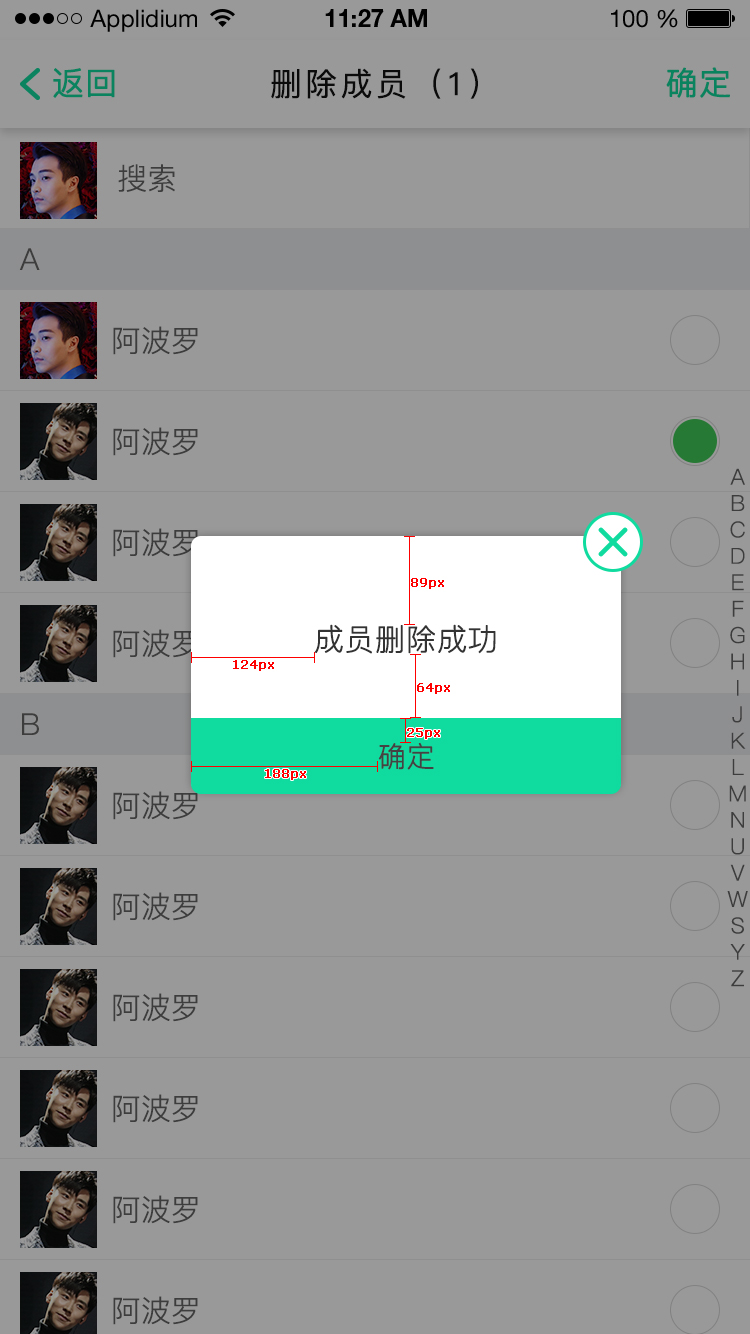 Applidium 11:27 AM 100 %
返回 删除成员（1） 确定
搜索
A
阿波罗
阿波罗
阿波罗
阿波罗
B
阿波罗
阿波罗
阿波罗
阿波罗
阿波罗
阿波罗
89px
成员删除成功
124px
64px
25px
确定
188px
A
B
C
D
E
F
G
H
I
J
K
L
M
N
U
V
W
S
Y
Z